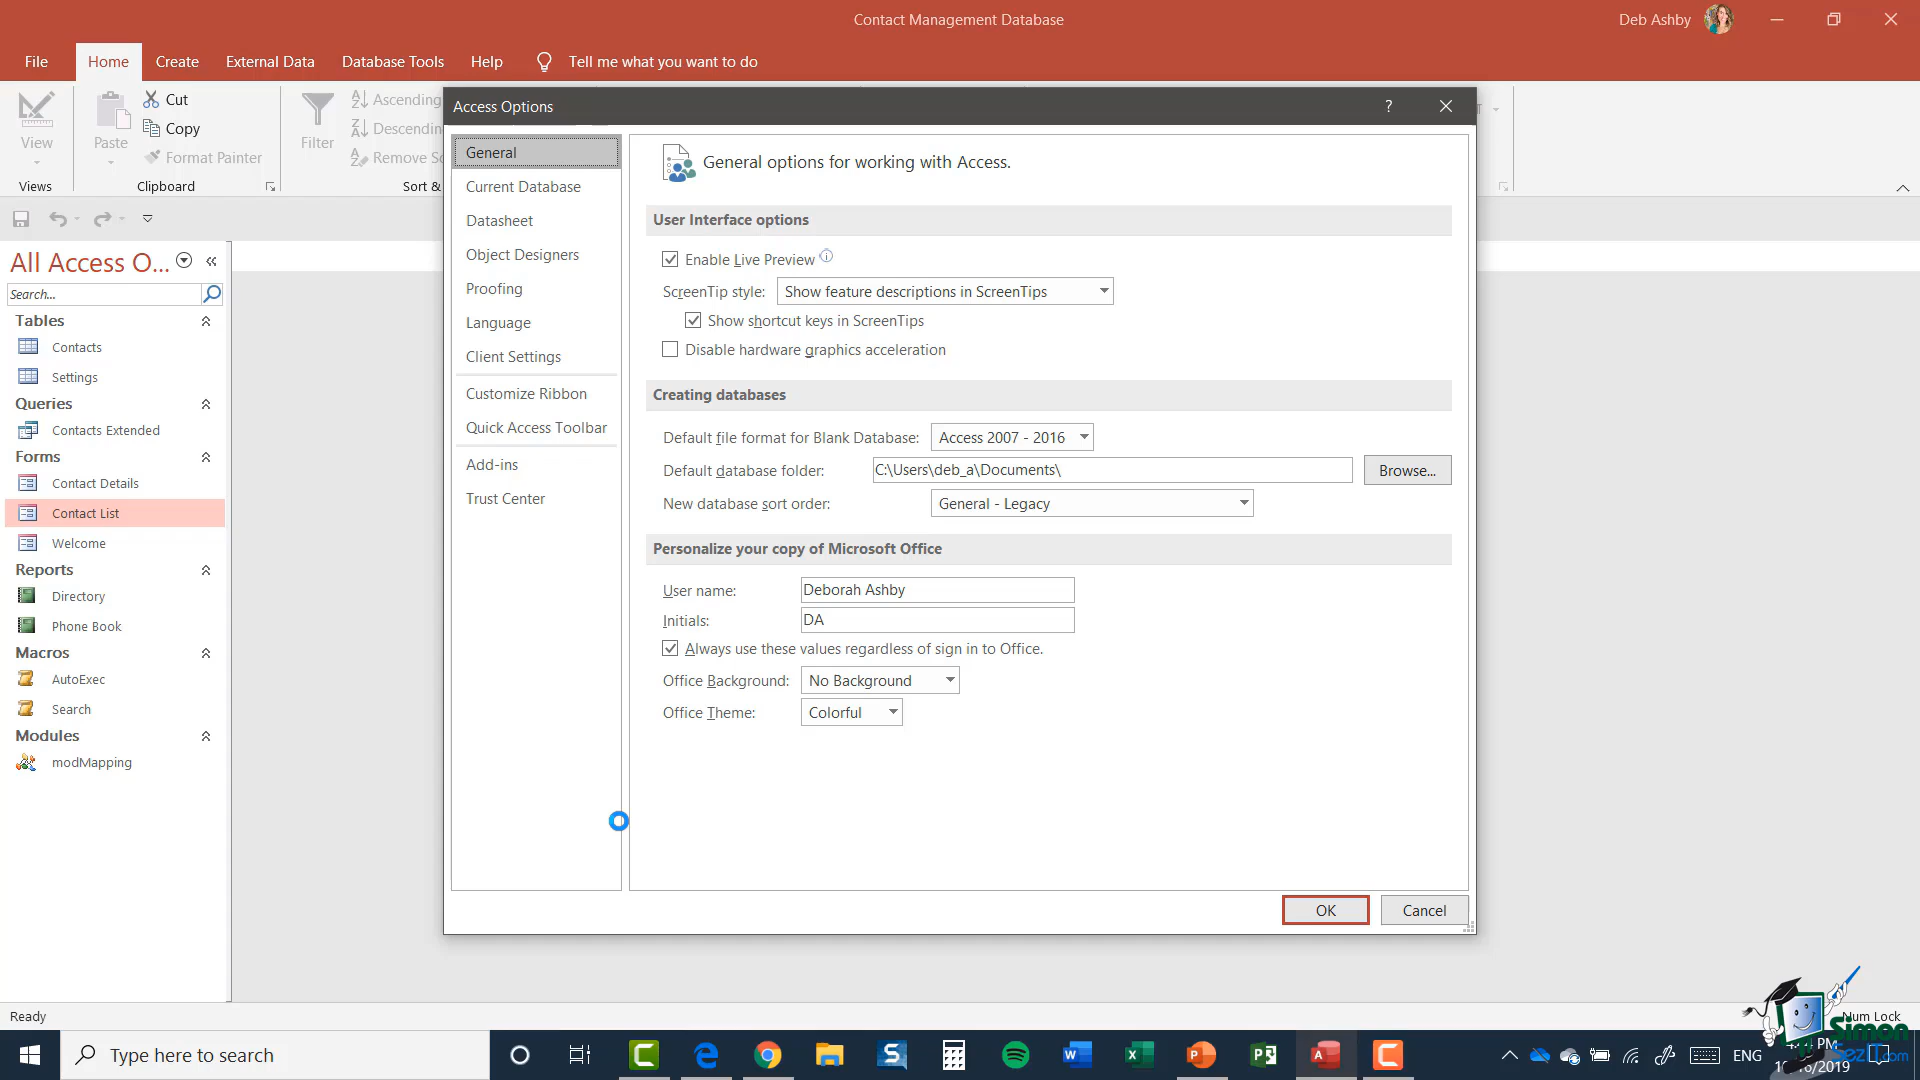 Contact Management Database
Deb Ashby
File Home Create External Data Database Tools Help Tell me what you want to do
View
Views
Paste
Cut
Copy
Format Painter
Clipboard
Filter
Ascending
Descendin
Remove So
Sort &
All Access O...
Search...
Tables
Contacts
Settings
Queries
Contacts Extended
Forms
Contact Details
Contact List
Welcome
Reports
Directory
Phone Book
Macros
AutoExec
Search
Modules
modMapping
Access Options
?
General
Current Database
Datasheet
Object Designers
Proofing
Language
Client Settings
Customize Ribbon
Quick Access Toolbar
Add-ins
Trust Center
General options for working with Access.
User Interface options
Enable Live Preview
ScreenTip style: Show feature descriptions in ScreenTips
Show shortcut keys in ScreenTips
Disable hardware graphics acceleration
Creating databases
Default file format for Blank Database: Access 2007 - 2016
Default database folder: C:\Users\deb_a\Documents\ Browse...
New database sort order: General - Legacy
Personalize your copy of Microsoft Office
User name: Deborah Ashby
Initials: DA
Always use these values regardless of sign in to Office.
Office Background: No Background
Office Theme: Colorful
OK Cancel
Ready
Num Lock
Type here to search
ENG
PM
Simon
SezIT.com